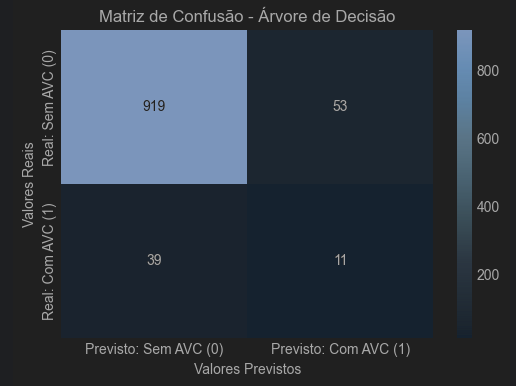 Matriz de Confusão - Árvore de Decisão
Valores Reais
Real: Sem AVC (0)
919
53
Real: Com AVC (1)
39
11
Previsto: Sem AVC (0)
Previsto: Com AVC (1)
Valores Previstos
800
600
400
200